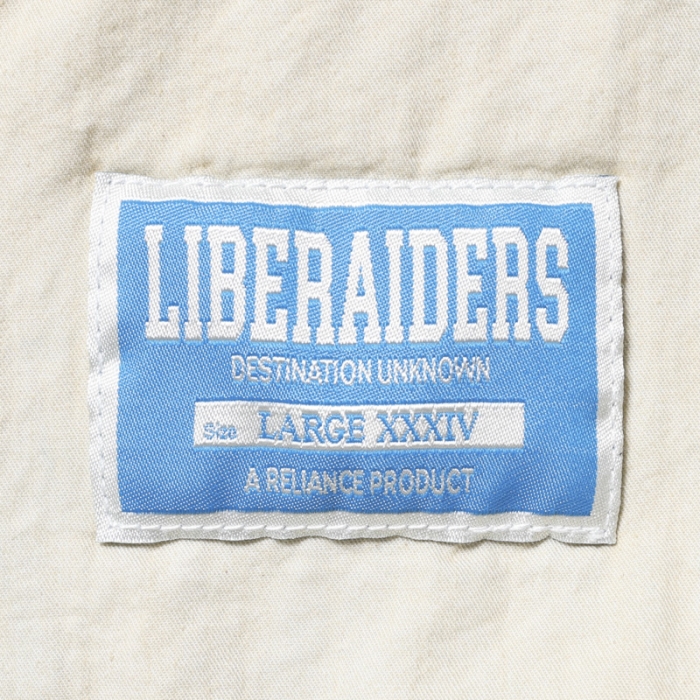 LIBERAIDERS
DESTINATION UNKNOWN
Size LARGE XXXIV
A RELIANCE PRODUCT